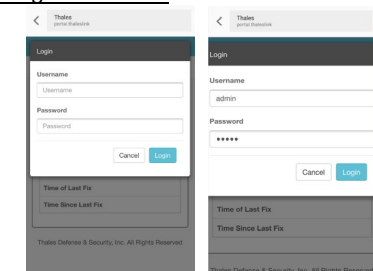 Thales
portal.thaleslink
Login
Username
Username
Password
Password
Cancel Login
Time of Last Fix
Time Since Last Fix
Thales Defense & Security, Inc. All Rights Reserved
Thales
portal.thaleslink
Login
Username
admin
Password
•••••
Cancel Login
Time of Last Fix
Time Since Last Fix
Thales Defense & Security, Inc. All Rights Reserved